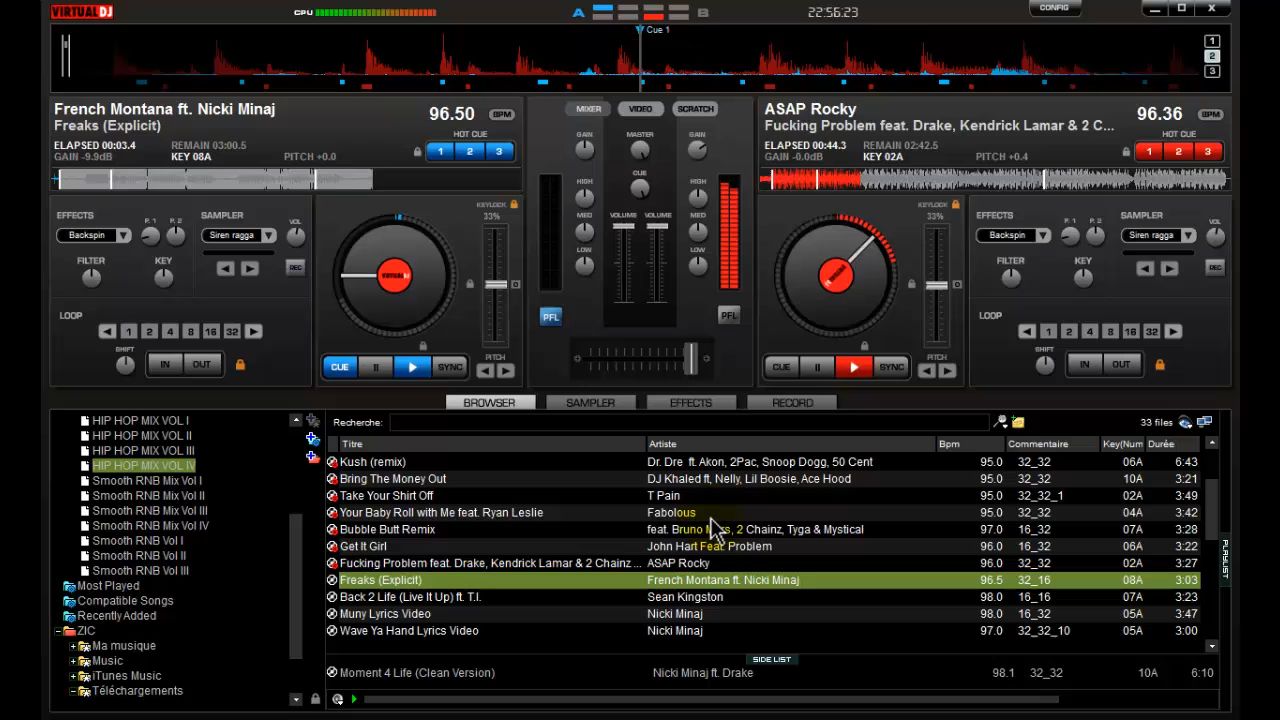 VIRTUAL DJ
CPU
A
B
22:56:23
CONFIG
Cue 1
1
2
3
French Montana ft. Nicki Minaj
Freaks (Explicit)
96.50 BPM
ELAPSED 00:03.4 REMAIN 03:00.5
GAIN -9.9dB KEY 08A PITCH +0.0
HOT CUE
1 2 3
MIXER VIDEO SCRATCH
ASAP Rocky
Fucking Problem feat. Drake, Kendrick Lamar & 2 C...
96.36 BPM
ELAPSED 00:44.3 REMAIN 02:42.5
GAIN -0.0dB KEY 02A PITCH +0.4
HOT CUE
1 2 3
EFFECTS P. 1 P. 2 SAMPLER VOL
Backspin Siren ragga
FILTER KEY REC
LOOP
1 2 4 8 16 32
SHIFT IN OUT
KEYLOCK
33%
VIRTUAL DJ
CUE SYNC
PITCH
GAIN MASTER GAIN
HIGH CUE HIGH
MED VOLUME VOLUME MED
LOW LOW
PFL PFL
KEYLOCK
33%
CUE SYNC
PITCH
EFFECTS P. 1 P. 2 SAMPLER VOL
Backspin Siren ragga
FILTER KEY REC
LOOP
1 2 4 8 16 32
SHIFT IN OUT
BROWSER SAMPLER EFFECTS RECORD
HIP HOP MIX VOL I
HIP HOP MIX VOL II
HIP HOP MIX VOL III
HIP HOP MIX VOL IV
Smooth RNB Mix Vol I
Smooth RNB Mix Vol II
Smooth RNB Mix Vol III
Smooth RNB Mix Vol IV
Smooth RNB Vol I
Smooth RNB Vol II
Smooth RNB Vol III
Most Played
Compatible Songs
Recently Added
ZIC
Ma musique
Music
iTunes Music
Téléchargements
Recherche: 33 files
Titre Artiste Bpm Commentaire Key(Num Durée
Kush (remix) Dr. Dre ft. Akon, 2Pac, Snoop Dogg, 50 Cent 95.0 32_32 06A 6:43
Bring The Money Out DJ Khaled ft, Nelly, Lil Boosie, Ace Hood 95.0 32_32 10A 3:21
Take Your Shirt Off T Pain 95.0 32_32_1 02A 3:49
Your Baby Roll with Me feat. Ryan Leslie Fabolous 95.0 32_32 04A 3:42
Bubble Butt Remix feat. Bruno Mars, 2 Chainz, Tyga & Mystical 97.0 16_32 07A 3:28
Get It Girl John Hart Feat. Problem 96.0 16_32 06A 3:22
Fucking Problem feat. Drake, Kendrick Lamar & 2 Chainz ... ASAP Rocky 96.0 32_32 02A 3:27
Freaks (Explicit) French Montana ft. Nicki Minaj 96.5 32_16 08A 3:03
Back 2 Life (Live It Up) ft. T.I. Sean Kingston 98.0 16_16 07A 3:23
Muny Lyrics Video Nicki Minaj 98.0 16_32 05A 3:47
Wave Ya Hand Lyrics Video Nicki Minaj 97.0 32_32_10 05A 3:00
SIDE LIST
Moment 4 Life (Clean Version) Nicki Minaj ft. Drake 98.1 32_32 10A 6:10
PLAYLIST